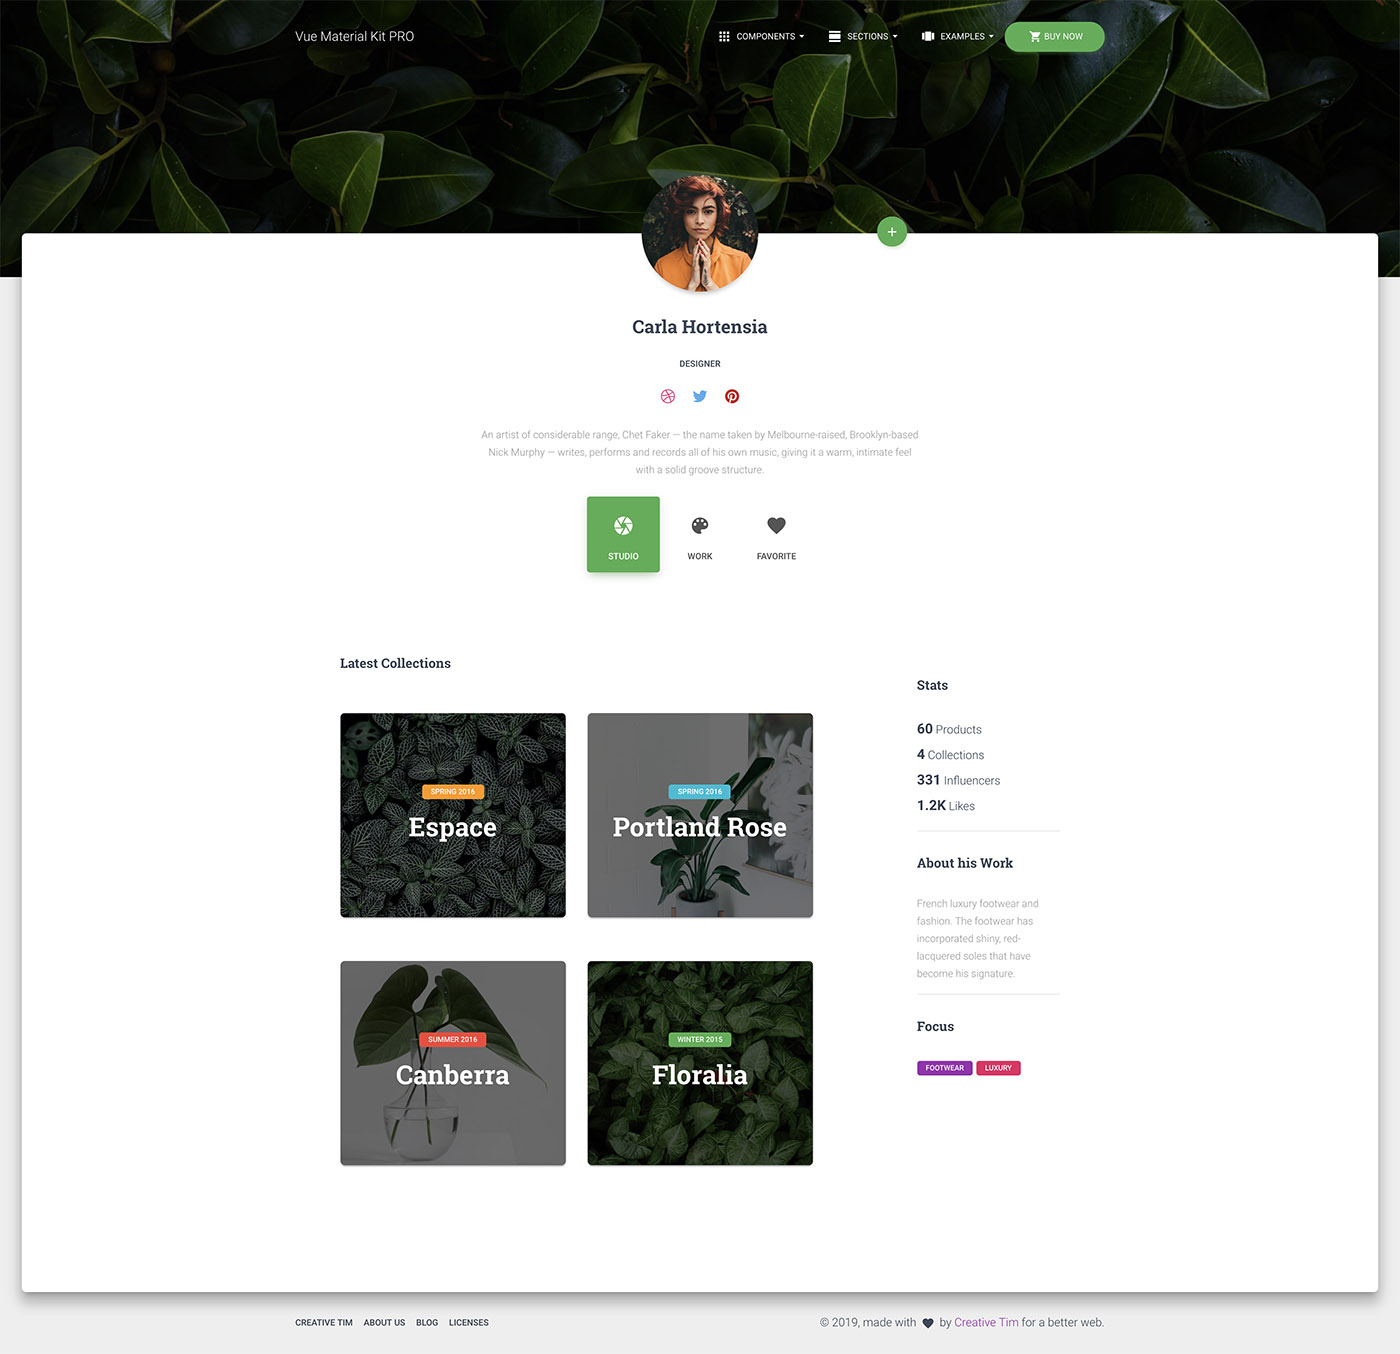 Vue Material Kit PRO
COMPONENTS
SECTIONS
EXAMPLES
BUY NOW
Carla Hortensia
DESIGNER
An artist of considerable range, Chet Faker — the name taken by Melbourne-raised, Brooklyn-based
Nick Murphy — writes, performs and records all of his own music, giving it a warm, intimate feel
with a solid groove structure.
STUDIO
WORK
FAVORITE
Latest Collections
SPRING 2016
Espace
SPRING 2016
Portland Rose
SUMMER 2016
Canberra
WINTER 2015
Floralia
Stats
60 Products
4 Collections
331 Influencers
1.2K Likes
About his Work
French luxury footwear and
fashion. The footwear has
incorporated shiny, red-
lacquered soles that have
become his signature.
Focus
FOOTWEAR
LUXURY
CREATIVE TIM
ABOUT US
BLOG
LICENSES
© 2019, made with by Creative Tim for a better web.